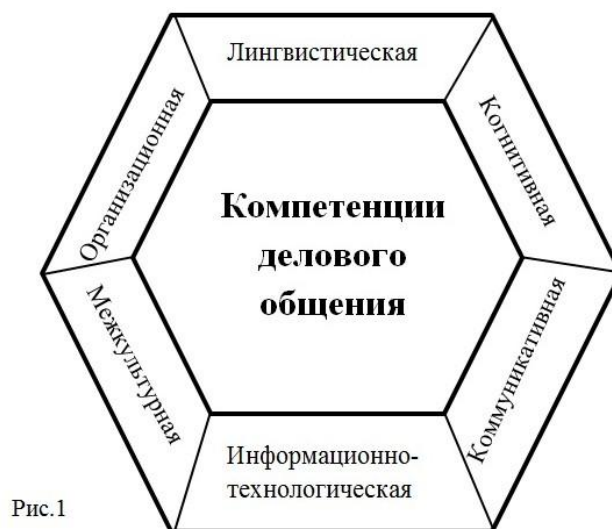 Лингвистическая
Когнитивная
Коммуникативная
Информационно-
технологическая
Межкультурная
Организационная
Компетенции
делового
общения
Рис.1